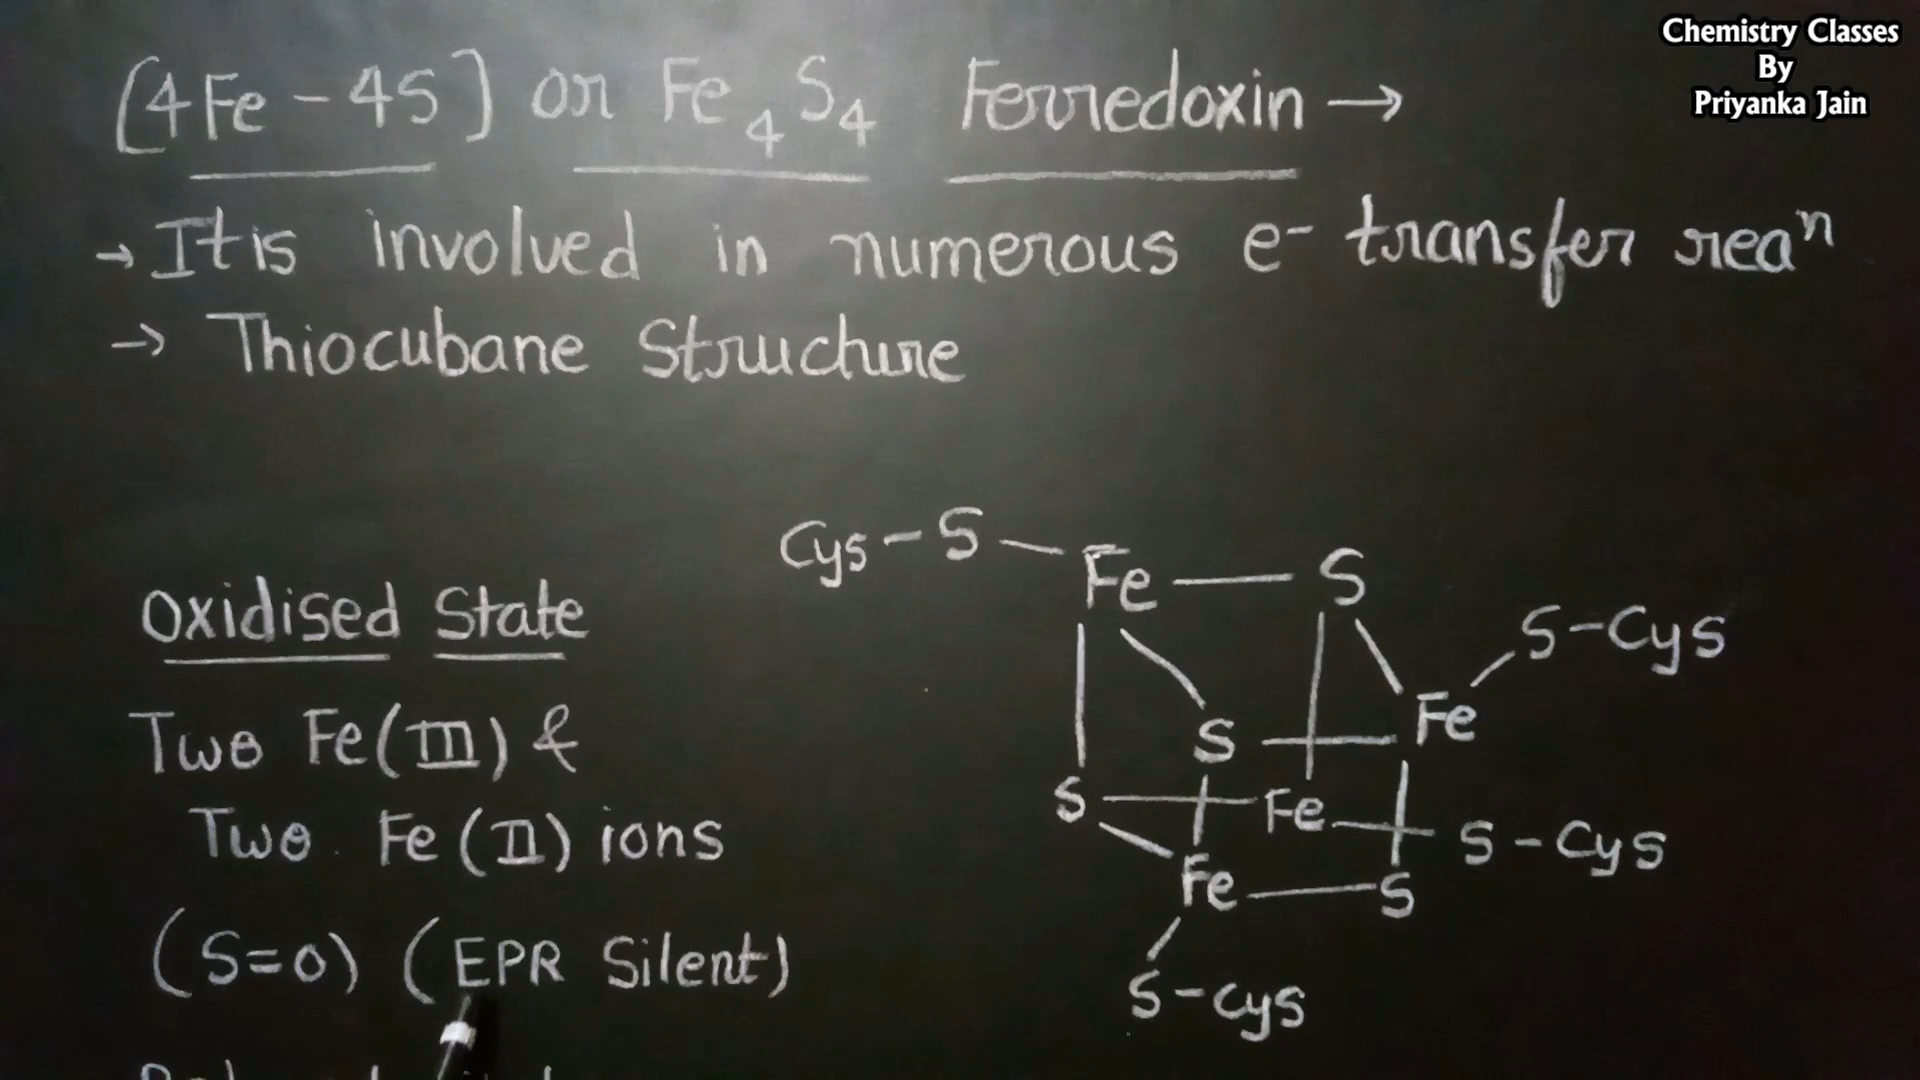 Chemistry Classes
By
Priyanka Jain
(4Fe-4S] or Fe₄S₄ Ferredoxin →
→ It is involved in numerous e⁻ transfer reaⁿ
→ Thiocubane Structure
Cys-S-Fe-S
S-Cys
Oxidised State
Fe
Two Fe(III) &
S
S Fe S-Cys
Two Fe(II) ions
Fe S
(S=0) (EPR Silent)
S-Cys